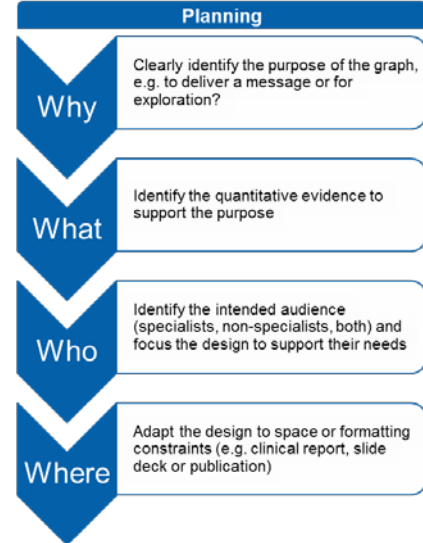 Planning
Why
Clearly identify the purpose of the graph,
e.g. to deliver a message or for
exploration?
What
Identify the quantitative evidence to
support the purpose
Who
Identify the intended audience
(specialists, non-specialists, both) and
focus the design to support their needs
Where
Adapt the design to space or formatting
constraints (e.g. clinical report, slide
deck or publication)